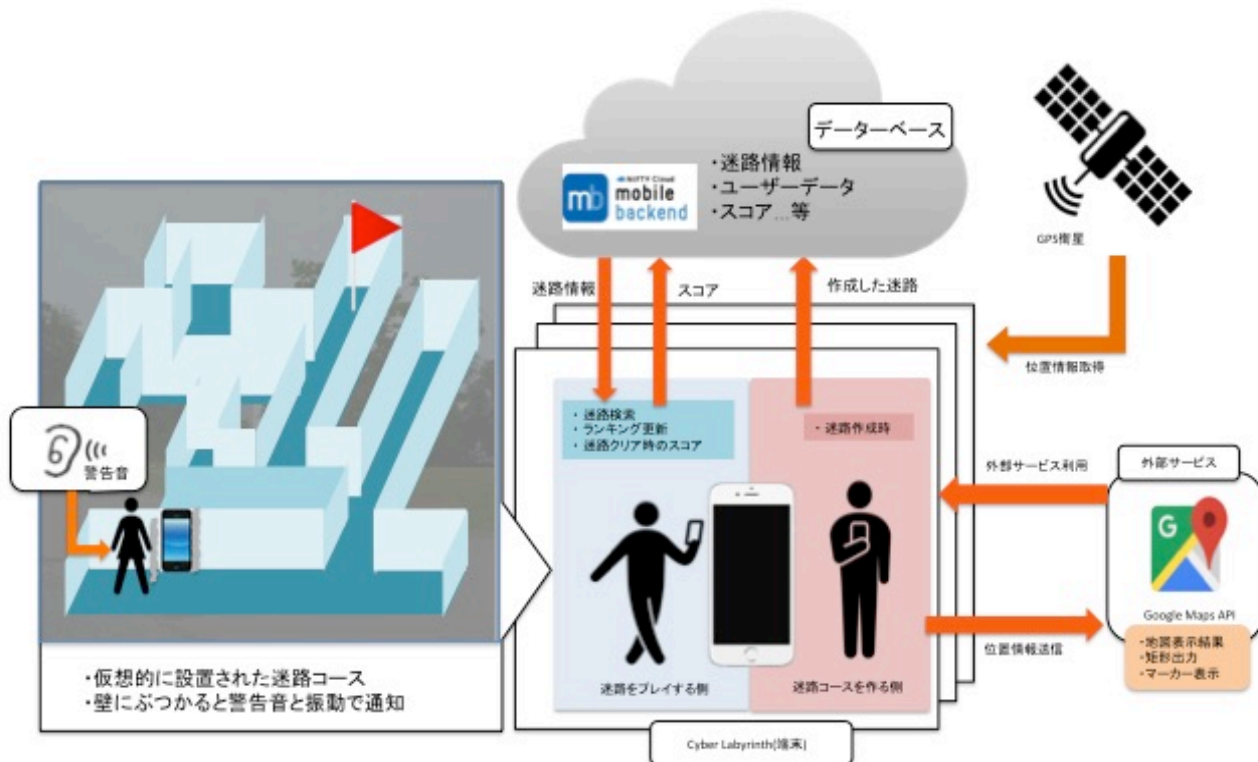 データーベース
NIFTY Cloud
mb
mobile
backend
・迷路情報
・ユーザーデータ
・スコア…等
GPS衛星
迷路情報
スコア
作成した迷路
位置情報取得
・迷路検索
・ランキング更新
・迷路クリア時のスコア
・迷路作成時
警告音
外部サービス利用
外部サービス
G
Google Maps API
・地図表示結果
・矩形出力
・マーカー表示
位置情報送信
迷路をプレイする側
迷路コースを作る側
・仮想的に設置された迷路コース
・壁にぶつかると警告音と振動で通知
Cyber Labyrinth(端末)